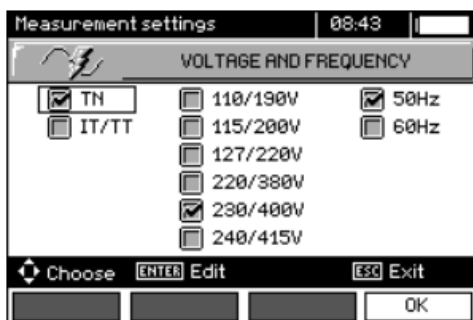 Measurement settings 08:43
VOLTAGE AND FREQUENCY
TN 110/190V 50Hz
IT/TT 115/200V 60Hz
127/220V
220/380V
230/400V
240/415V
Choose ENTER Edit ESC Exit
OK